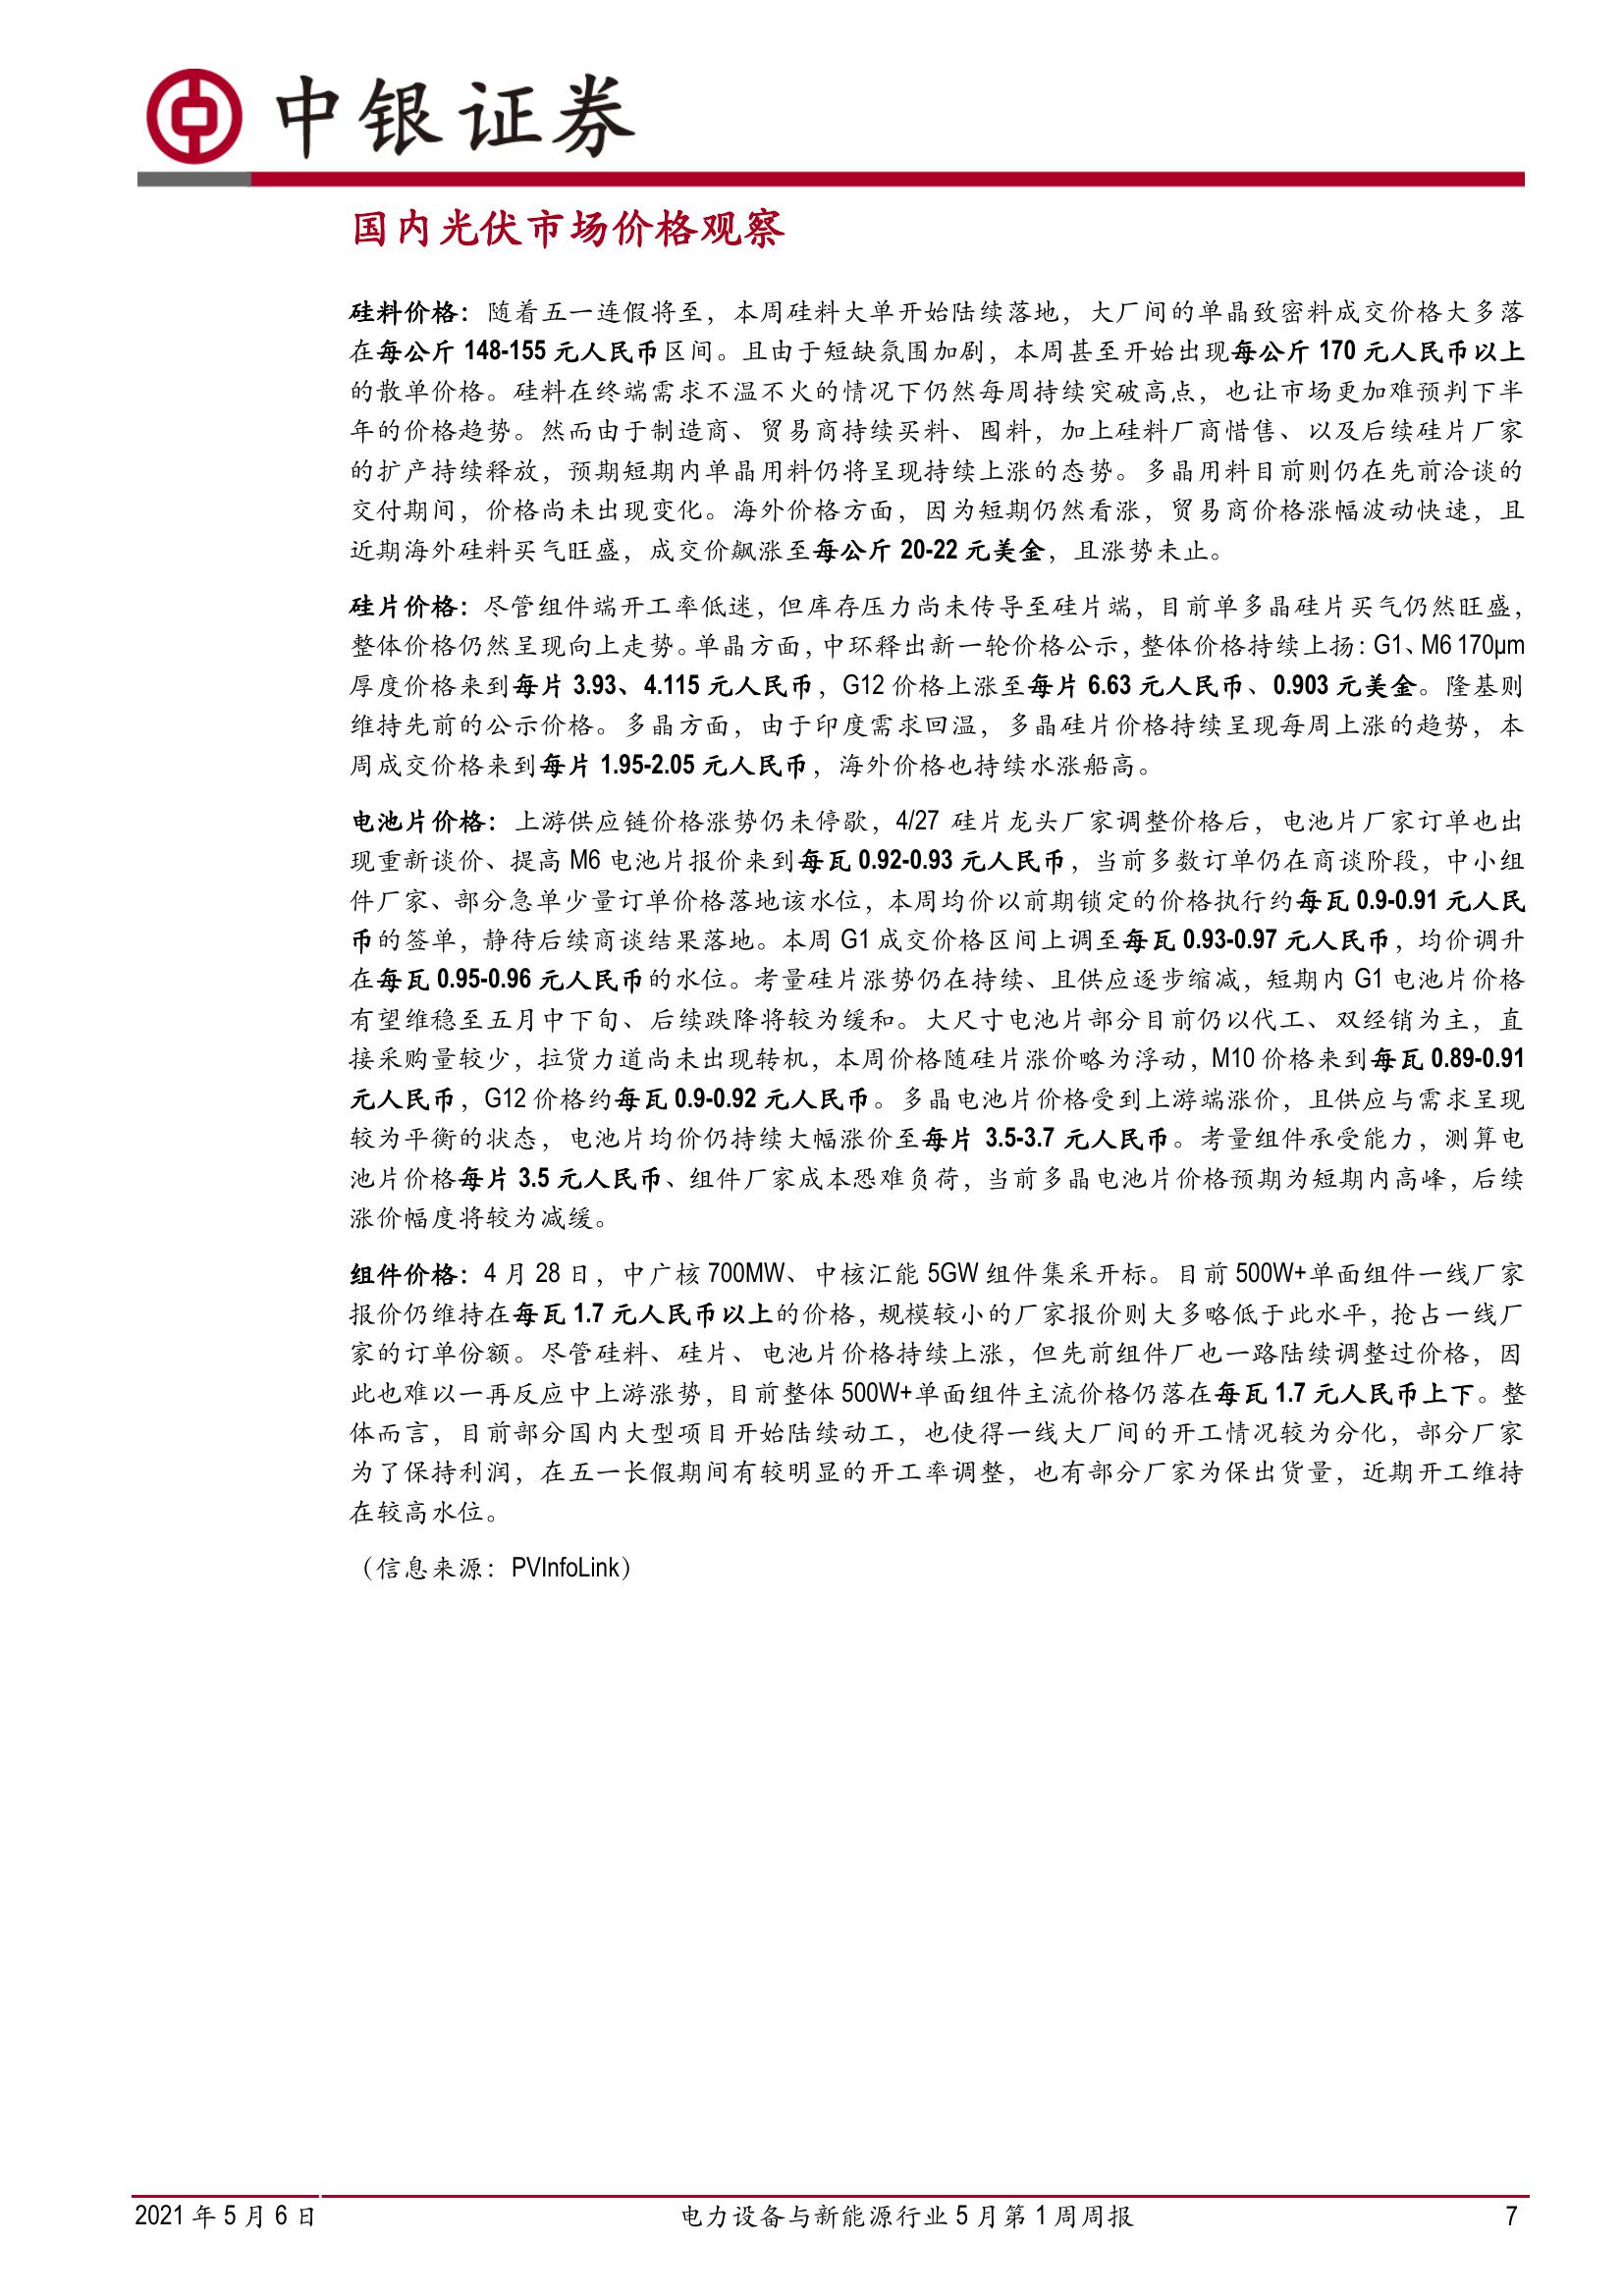 中银证券
国内光伏市场价格观察
硅料价格：随着五一连假将至，本周硅料大单开始陆续落地，大厂间的单晶致密料成交价格大多落
在每公斤 148-155 元人民币区间。且由于短缺氛围加剧，本周甚至开始出现每公斤 170 元人民币以上
的散单价格。硅料在终端需求不温不火的情况下仍然每周持续突破高点，也让市场更加难预判下半
年的价格趋势。然而由于制造商、贸易商持续买料、囤料，加上硅料厂商惜售、以及后续硅片厂家
的扩产持续释放，预期短期内单晶用料仍将呈现持续上涨的态势。多晶用料目前则仍在先前洽谈的
交付期间，价格尚未出现变化。海外价格方面，因为短期仍然看涨，贸易商价格涨幅波动快速，且
近期海外硅料买气旺盛，成交价飙涨至每公斤 20-22 元美金，且涨势未止。
硅片价格：尽管组件端开工率低迷，但库存压力尚未传导至硅片端，目前单多晶硅片买气仍然旺盛，
整体价格仍然呈现向上走势。单晶方面，中环释出新一轮价格公示，整体价格持续上扬：G1、M6 170μm
厚度价格来到每片 3.93、4.115 元人民币，G12 价格上涨至每片 6.63 元人民币、0.903 元美金。隆基则
维持先前的公示价格。多晶方面，由于印度需求回温，多晶硅片价格持续呈现每周上涨的趋势，本
周成交价格来到每片 1.95-2.05 元人民币，海外价格也持续水涨船高。
电池片价格：上游供应链价格涨势仍未停歇，4/27 硅片龙头厂家调整价格后，电池片厂家订单也出
现重新谈价、提高 M6 电池片报价来到每瓦 0.92-0.93 元人民币，当前多数订单仍在商谈阶段，中小组
件厂家、部分急单少量订单价格落地该水位，本周均价以前期锁定的价格执行约每瓦 0.9-0.91 元人民
币的签单，静待后续商谈结果落地。本周 G1 成交价格区间上调至每瓦 0.93-0.97 元人民币，均价调升
在每瓦 0.95-0.96 元人民币的水位。考量硅片涨势仍在持续、且供应逐步缩减，短期内 G1 电池片价格
有望维稳至五月中下旬、后续跌降将较为缓和。大尺寸电池片部分目前仍以代工、双经销为主，直
接采购量较少，拉货力道尚未出现转机，本周价格随硅片涨价略为浮动，M10 价格来到每瓦 0.89-0.91
元人民币，G12 价格约每瓦 0.9-0.92 元人民币。多晶电池片价格受到上游端涨价，且供应与需求呈现
较为平衡的状态，电池片均价仍持续大幅涨价至每片 3.5-3.7 元人民币。考量组件承受能力，测算电
池片价格每片 3.5 元人民币、组件厂家成本恐难负荷，当前多晶电池片价格预期为短期内高峰，后续
涨价幅度将较为减缓。
组件价格：4 月 28 日，中广核 700MW、中核汇能 5GW 组件集采开标。目前 500W+单面组件一线厂家
报价仍维持在每瓦 1.7 元人民币以上的价格，规模较小的厂家报价则大多略低于此水平，抢占一线厂
家的订单份额。尽管硅料、硅片、电池片价格持续上涨，但先前组件厂也一路陆续调整过价格，因
此也难以一再反应中上游涨势，目前整体 500W+单面组件主流价格仍落在每瓦 1.7 元人民币上下。整
体而言，目前部分国内大型项目开始陆续动工，也使得一线大厂间的开工情况较为分化，部分厂家
为了保持利润，在五一长假期间有较明显的开工率调整，也有部分厂家为保出货量，近期开工维持
在较高水位。
（信息来源：PVInfoLink）
2021 年 5 月 6 日 电力设备与新能源行业 5 月第 1 周周报 7